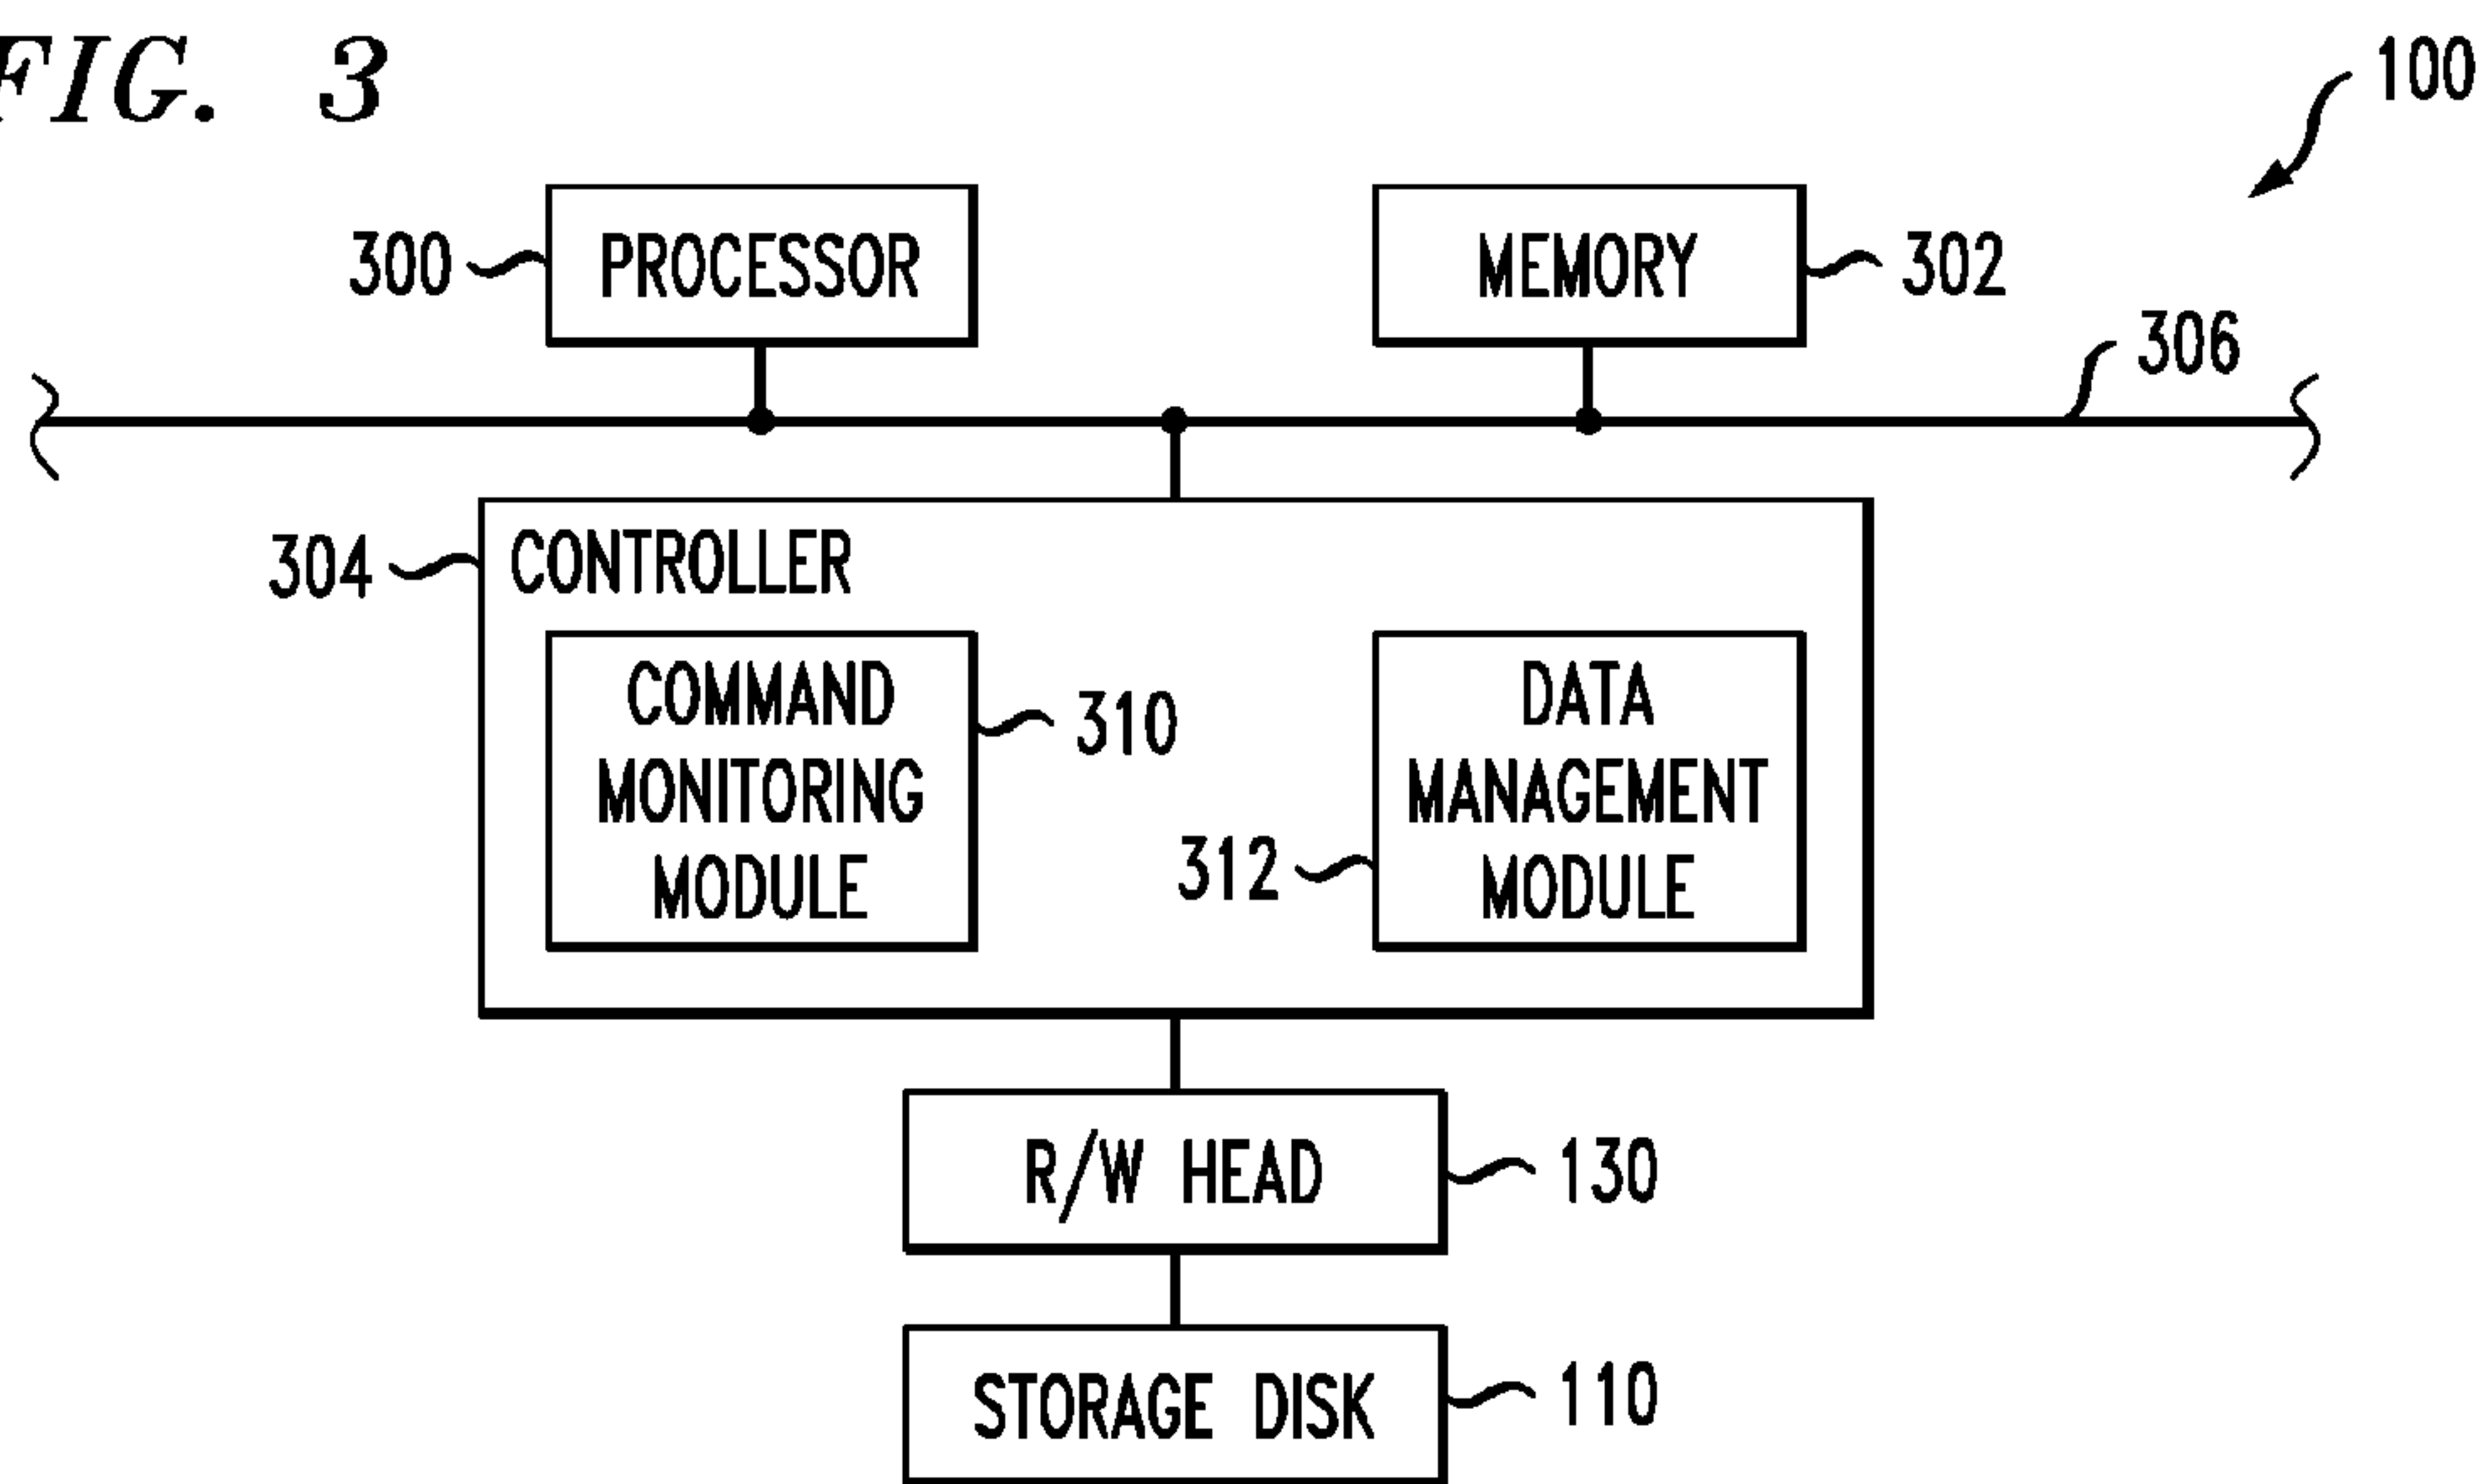 FIG. 3
100
300 PROCESSOR
MEMORY 302
306
304 CONTROLLER
COMMAND
MONITORING
MODULE
310
DATA
MANAGEMENT
MODULE
312
R/W HEAD 130
STORAGE DISK 110